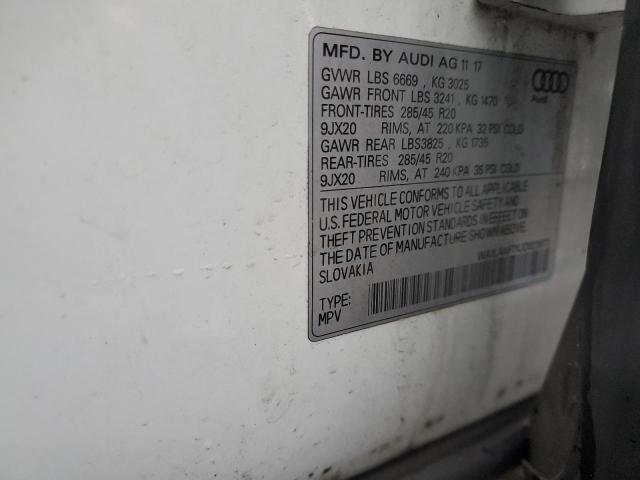 MFD. BY AUDI AG 11 17
GVWR LBS 6669 , KG 3025
GAWR FRONT LBS 3241 , KG 1470
FRONT-TIRES 285/45 R20
9JX20 RIMS, AT 220 KPA 32 PSI COLD
GAWR REAR LBS3825 , KG 1735
REAR-TIRES 285/45 R20
9JX20 RIMS, AT 240 KPA 35 PSI COLD
Audi
THIS VEHICLE CONFORMS TO ALL APPLICABLE
U.S. FEDERAL MOTOR VEHICLE SAFETY AND
THEFT PREVENTION STANDARDS IN EFFECT ON
THE DATE OF MANUFACTURE SHOWN ABOVE.
SLOVAKIA
TYPE:
MPV